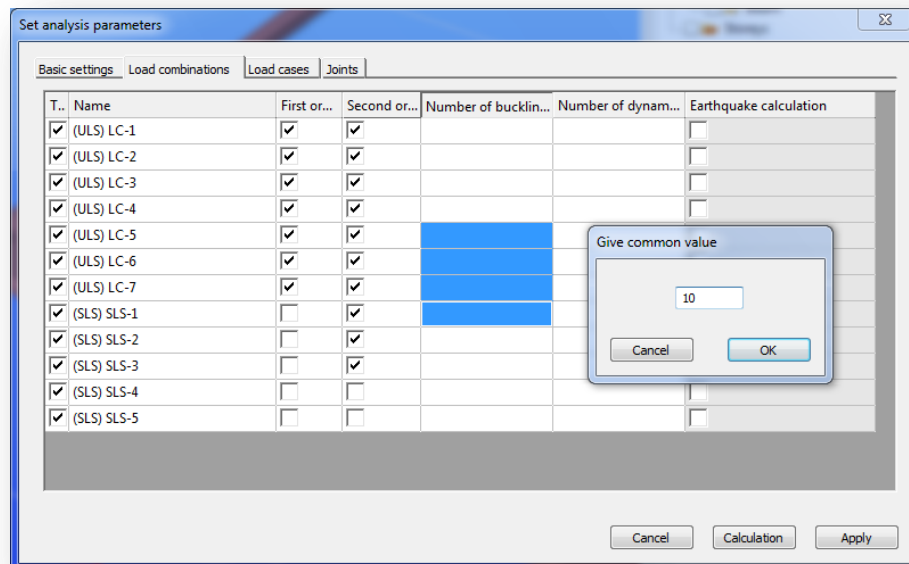 Set analysis parameters
Basic settings Load combinations Load cases Joints
T.. Name First or... Second or... Number of bucklin... Number of dynam... Earthquake calculation
(ULS) LC-1
(ULS) LC-2
(ULS) LC-3
(ULS) LC-4
(ULS) LC-5
(ULS) LC-6
(ULS) LC-7
(SLS) SLS-1
(SLS) SLS-2
(SLS) SLS-3
(SLS) SLS-4
(SLS) SLS-5
Give common value
10
Cancel OK
Cancel Calculation Apply